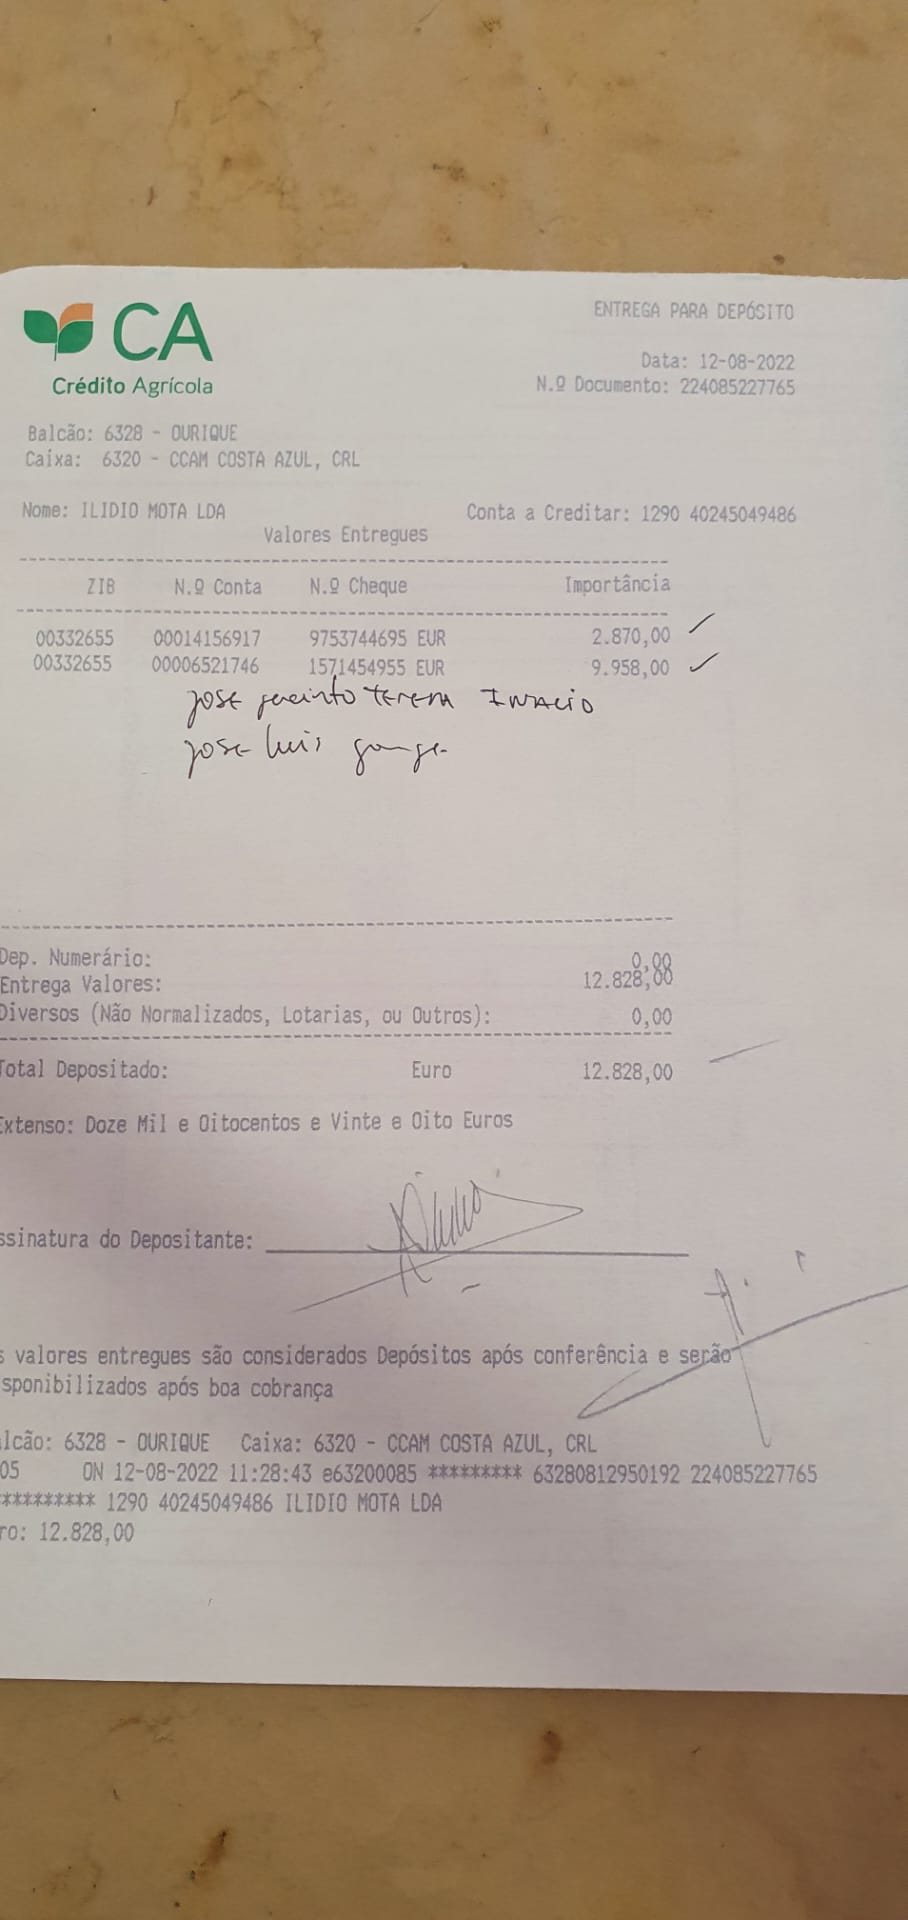 CA
Crédito Agrícola
ENTREGA PARA DEPÓSITO
Data: 12-08-2022
N.º Documento: 224085227765
Balcão: 6328 - OURIQUE
Caixa: 6320 - CCAM COSTA AZUL, CRL
Nome: ILIDIO MOTA LDA Conta a Creditar: 1290 40245049486
Valores Entregues
ZIB N.º Conta N.º Cheque Importância
00332655 00014156917 9753744695 EUR 2.870,00
00332655 00006521746 1571454955 EUR 9.958,00
jose jacinto Teresa INACIO
jose luis
Dep. Numerário: 0,00
Entrega Valores: 12.828,00
Diversos (Não Normalizados, Lotarias, ou Outros): 0,00
Total Depositado: Euro 12.828,00
Extenso: Doze Mil e Oitocentos e Vinte e Oito Euros
ssinatura do Depositante:
s valores entregues são considerados Depósitos após conferência e serão
sponibilizados após boa cobrança
lcão: 6328 - OURIQUE Caixa: 6320 - CCAM COSTA AZUL, CRL
05 ON 12-08-2022 11:28:43 e63200085 ********* 63280812950192 224085227765
********** 1290 40245049486 ILIDIO MOTA LDA
ro: 12.828,00